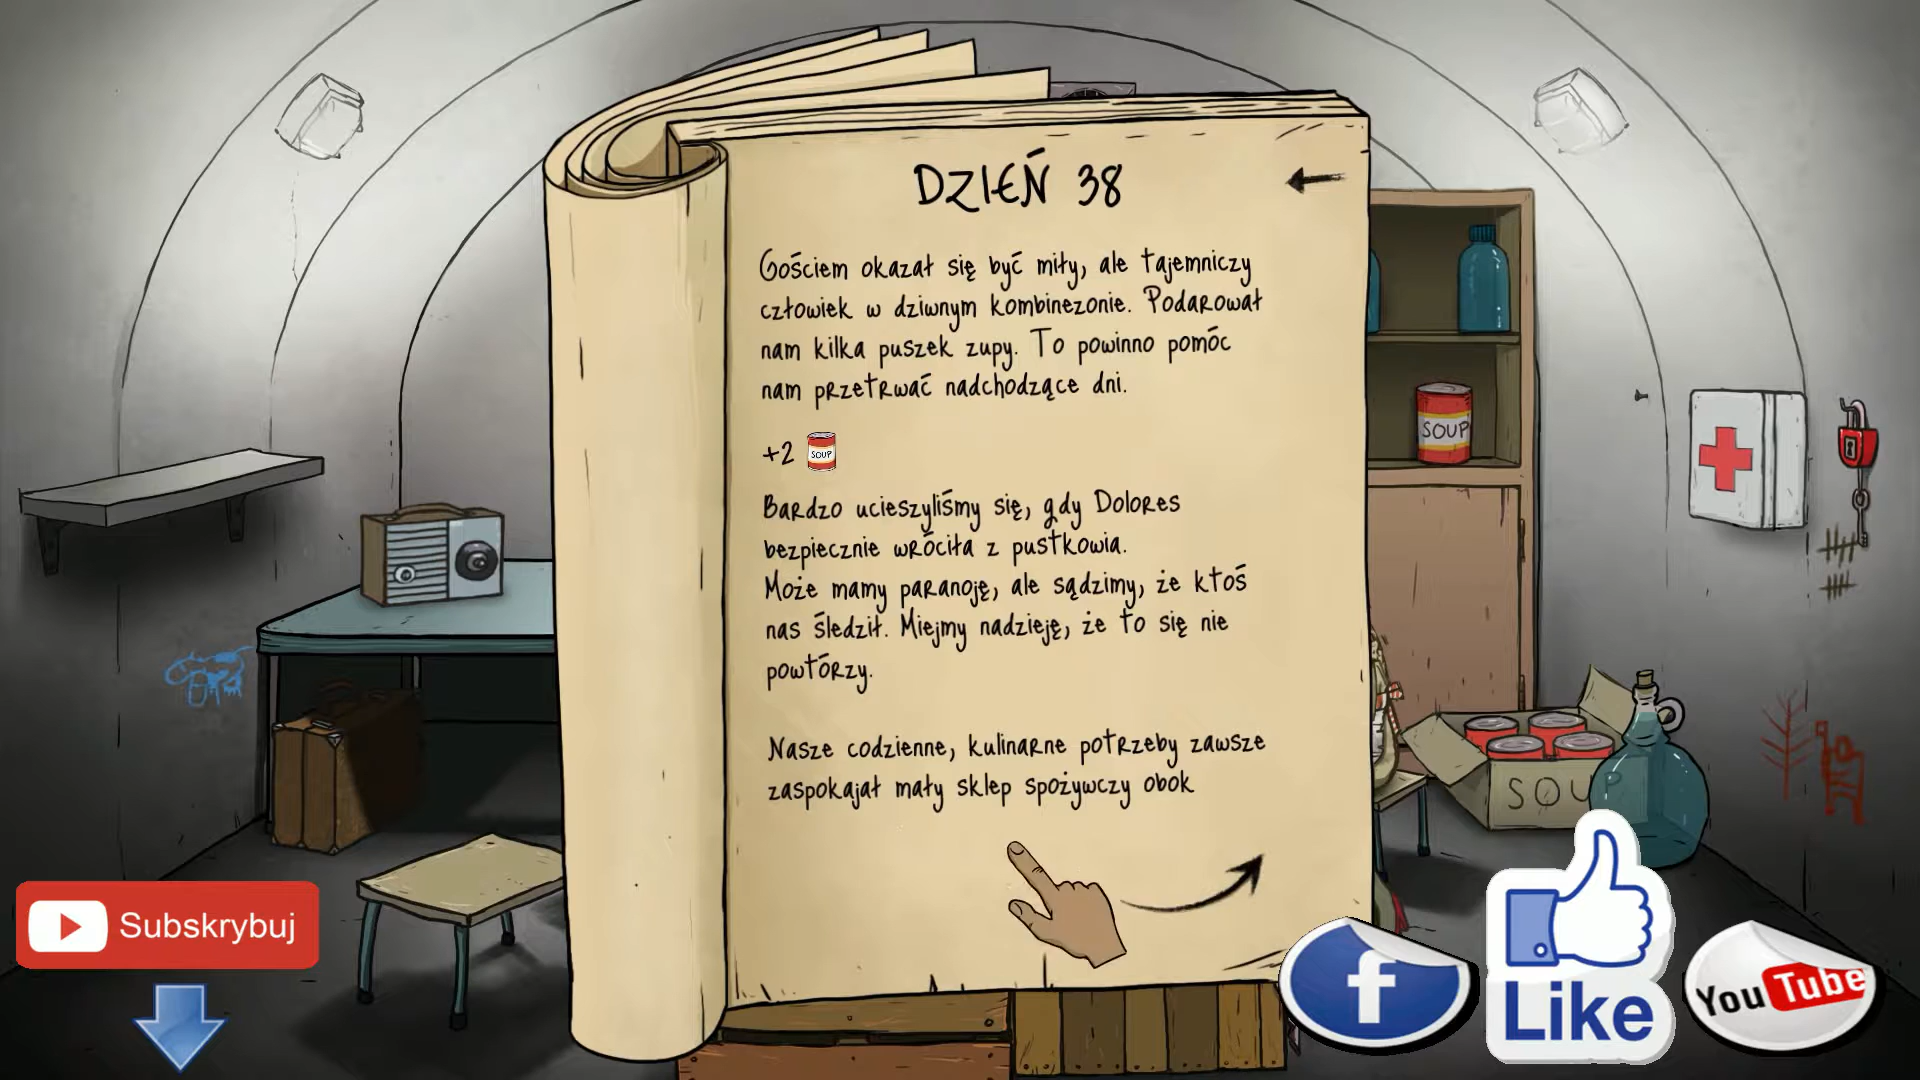 DZIEŃ 38
Gościem okazał się być miły, ale tajemniczy
człowiek w dziwnym kombinezonie. Podarował
nam kilka puszek zupy. To powinno pomóc
nam przetrwać nadchodzące dni.
+2 SOUP
Bardzo ucieszyliśmy się, gdy Dolores
bezpiecznie wróciła z pustkowia.
Może mamy paranoję, ale sądzimy, że ktoś
nas śledził. Miejmy nadzieję, że to się nie
powtórzy.
Nasze codzienne, kulinarne potrzeby zawsze
zaspokajał mały sklep spożywczy obok
SOUP
SOU
Subskrybuj
f
Like
YouTube